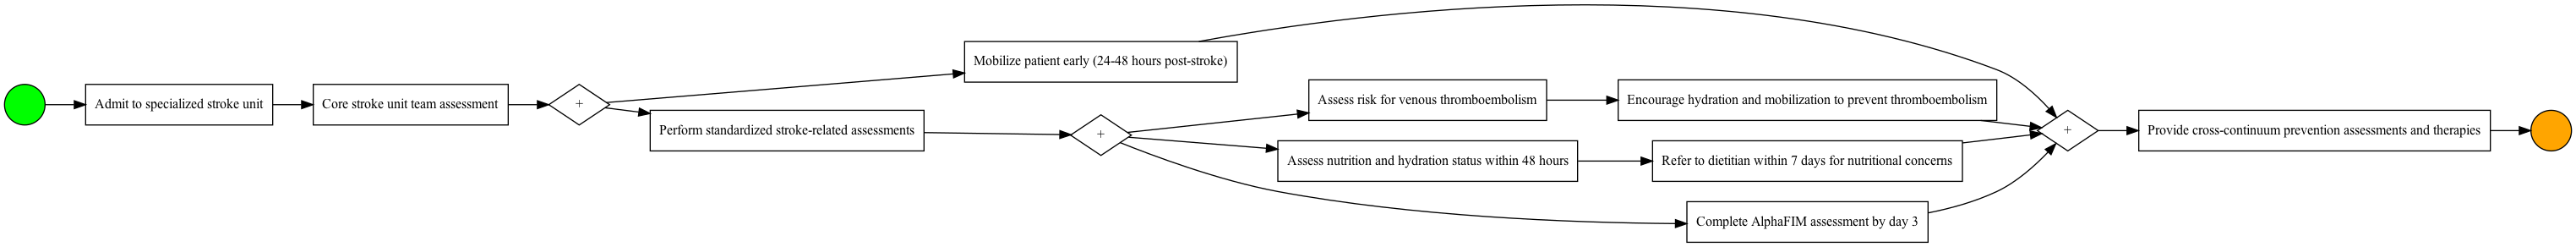 Admit to specialized stroke unit
Core stroke unit team assessment
+
Mobilize patient early (24-48 hours post-stroke)
Perform standardized stroke-related assessments
+
Assess risk for venous thromboembolism
Encourage hydration and mobilization to prevent thromboembolism
Assess nutrition and hydration status within 48 hours
Refer to dietitian within 7 days for nutritional concerns
Complete AlphaFIM assessment by day 3
+
Provide cross-continuum prevention assessments and therapies